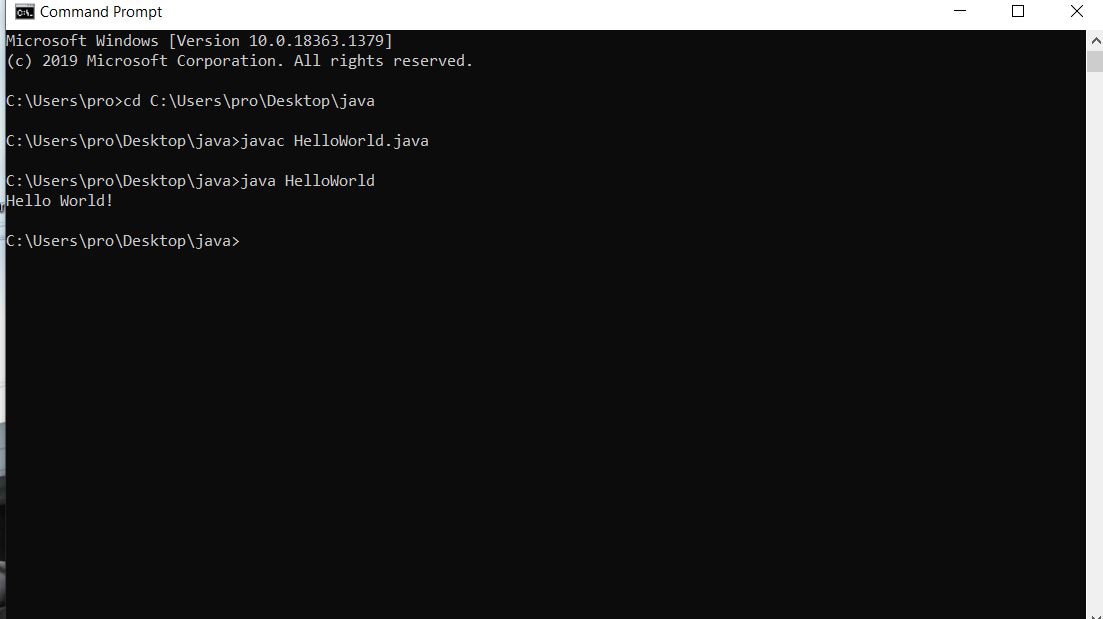 Command Prompt
Microsoft Windows [Version 10.0.18363.1379]
(c) 2019 Microsoft Corporation. All rights reserved.
C:\Users\pro>cd C:\Users\pro\Desktop\java
C:\Users\pro\Desktop\java>javac HelloWorld.java
C:\Users\pro\Desktop\java>java HelloWorld
Hello World!
C:\Users\pro\Desktop\java>